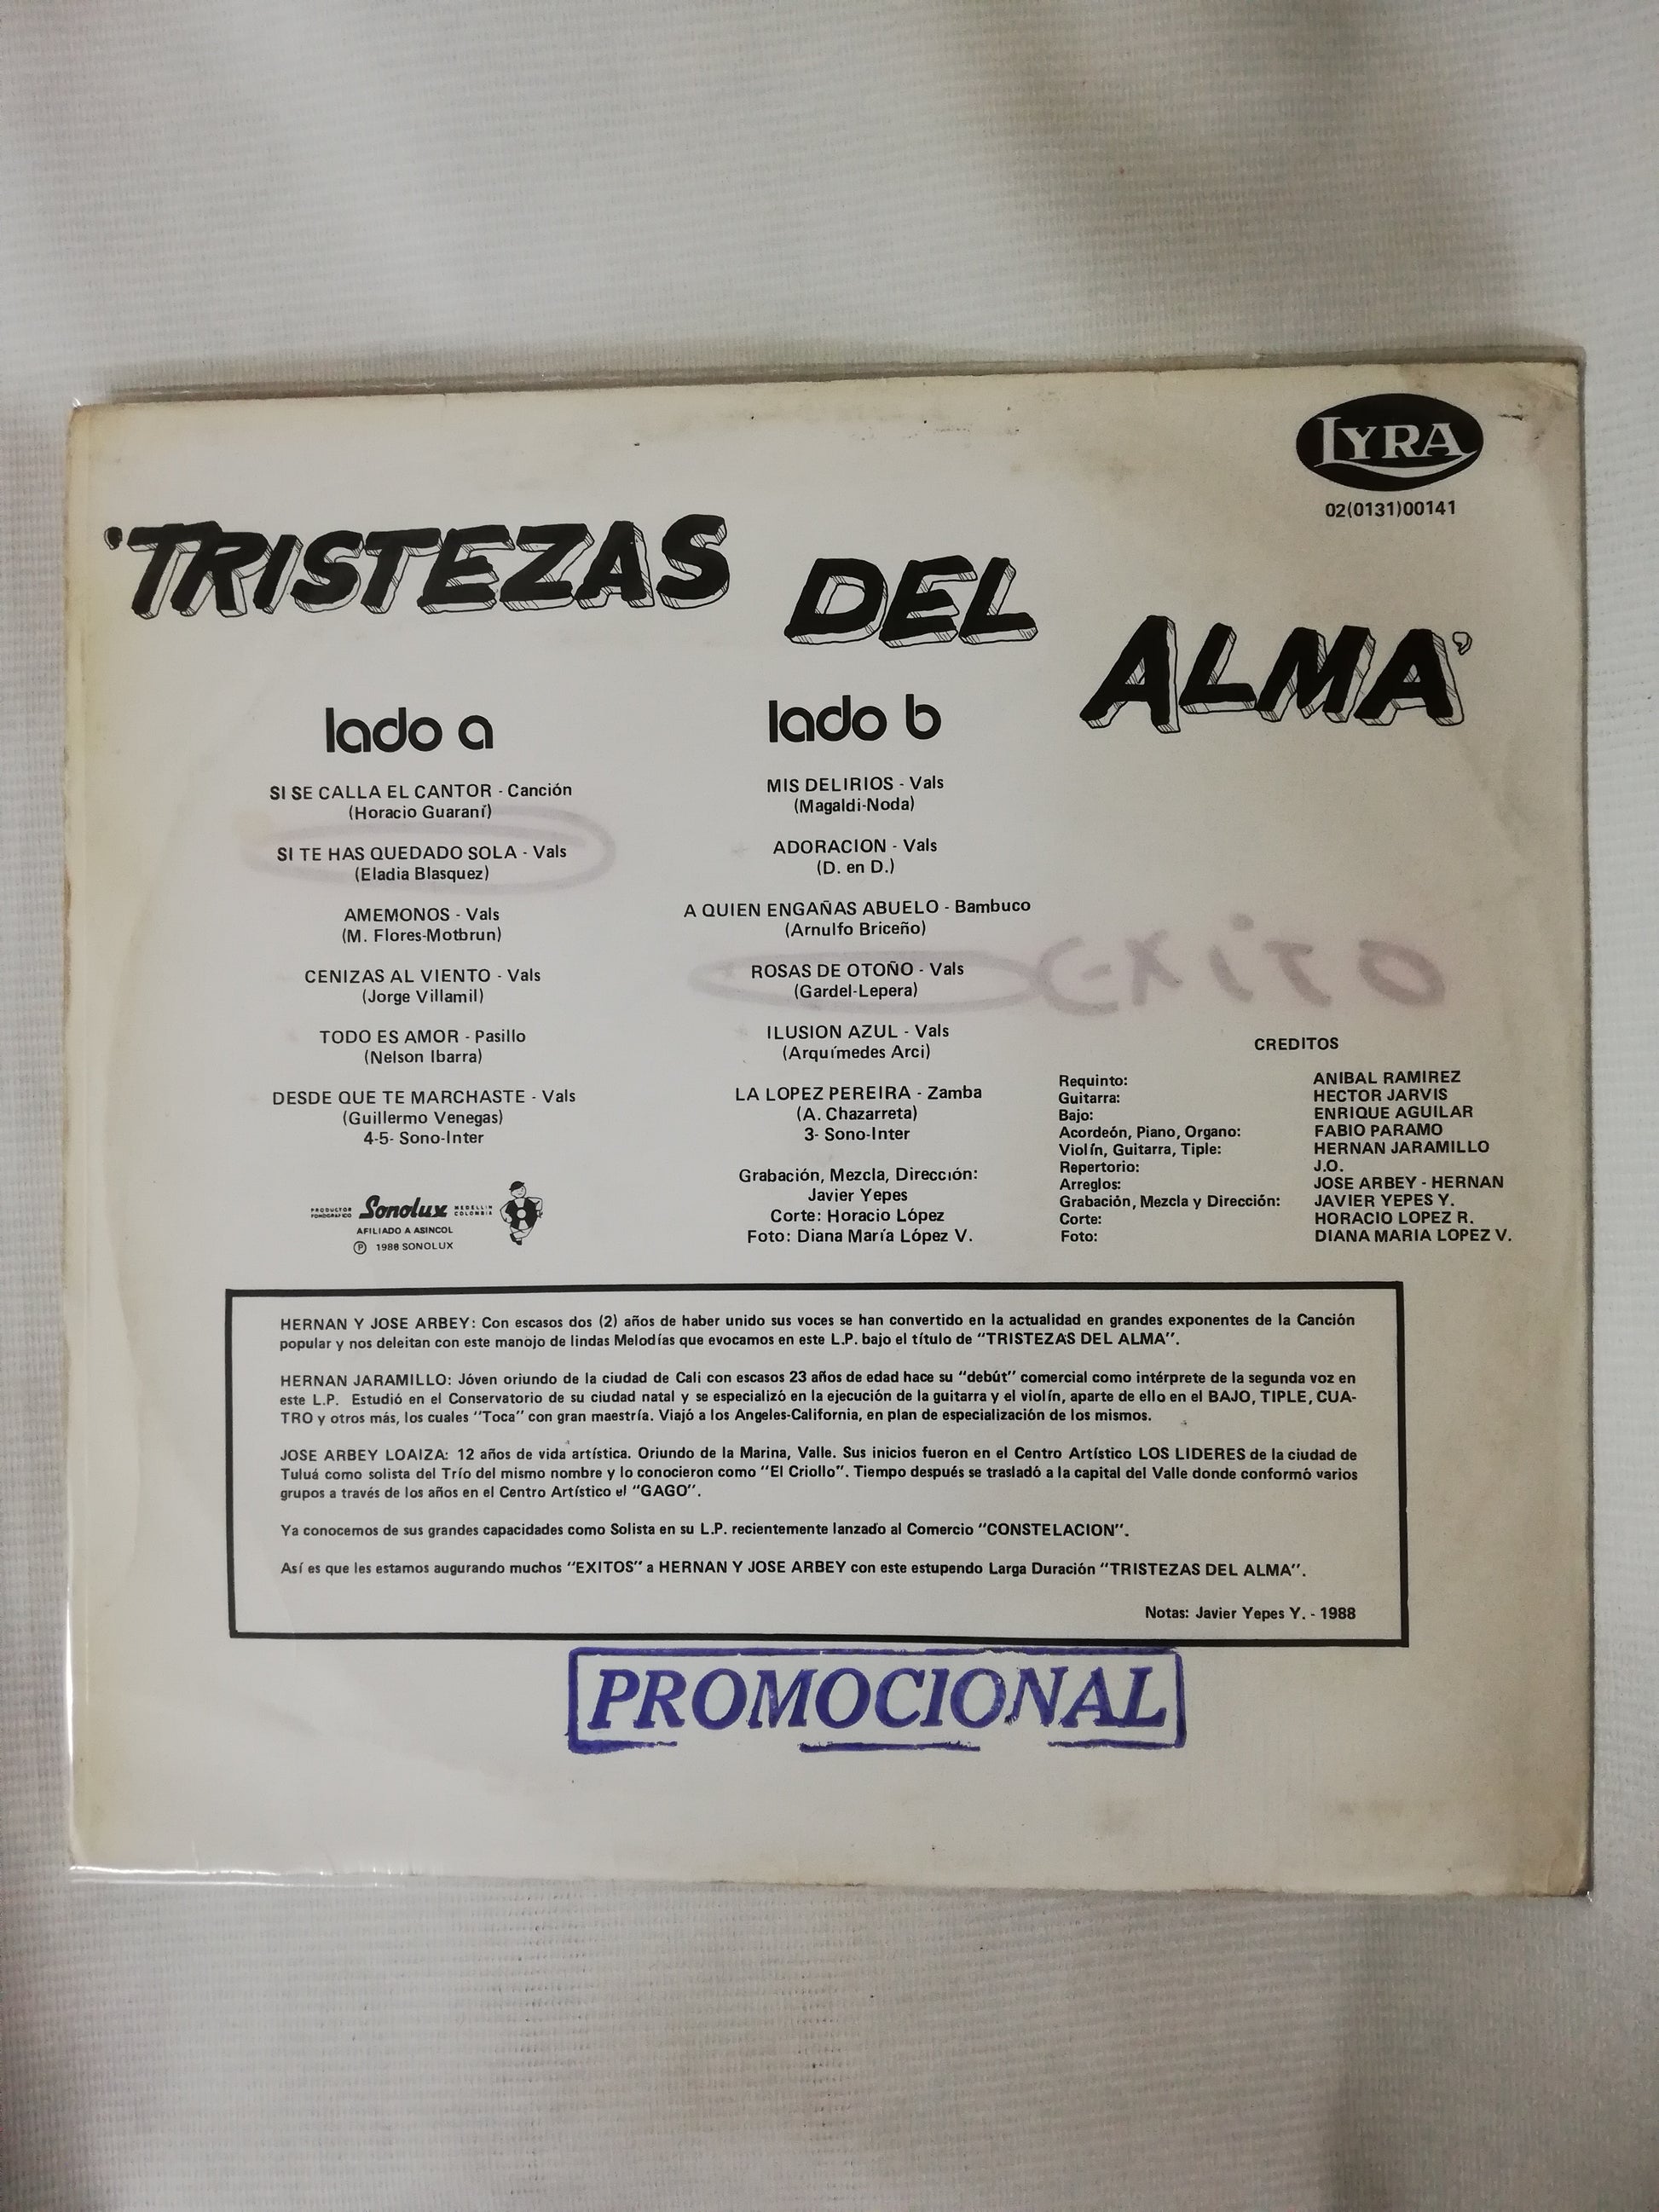 LYRA
02(0131)00141
'TRISTEZAS DEL ALMA'
lado a
SI SE CALLA EL CANTOR - Canción
(Horacio Guaraní)
SI TE HAS QUEDADO SOLA - Vals
(Eladia Blasquez)
AMEMONOS - Vals
(M. Flores-Motbrun)
CENIZAS AL VIENTO - Vals
(Jorge Villamil)
TODO ES AMOR - Pasillo
(Nelson Ibarra)
DESDE QUE TE MARCHASTE - Vals
(Guillermo Venegas)
4-5- Sono-Inter
PRODUCTOR FONOGRAFICO Sonolux MEDELLIN COLOMBIA
AFILIADO A ASINCOL
Ⓟ 1988 SONOLUX
lado b
MIS DELIRIOS - Vals
(Magaldi-Noda)
ADORACION - Vals
(D. en D.)
A QUIEN ENGAÑAS ABUELO - Bambuco
(Arnulfo Briceño)
ROSAS DE OTOÑO - Vals
(Gardel-Lepera)
ILUSION AZUL - Vals
(Arquímedes Arci)
LA LOPEZ PEREIRA - Zamba
(A. Chazarreta)
3- Sono-Inter
Grabación, Mezcla, Dirección:
Javier Yepes
Corte: Horacio López
Foto: Diana María López V.
EXITO
CREDITOS
Requinto: ANIBAL RAMIREZ
Guitarra: HECTOR JARVIS
Bajo: ENRIQUE AGUILAR
Acordeón, Piano, Organo: FABIO PARAMO
Violín, Guitarra, Tiple: HERNAN JARAMILLO
Repertorio: J.O.
Arreglos: JOSE ARBEY - HERNAN
Grabación, Mezcla y Dirección: JAVIER YEPES Y.
Corte: HORACIO LOPEZ R.
Foto: DIANA MARIA LOPEZ V.
HERNAN Y JOSE ARBEY: Con escasos dos (2) años de haber unido sus voces se han convertido en la actualidad en grandes exponentes de la Canción
popular y nos deleitan con este manojo de lindas Melodías que evocamos en este L.P. bajo el título de "TRISTEZAS DEL ALMA".
HERNAN JARAMILLO: Jóven oriundo de la ciudad de Cali con escasos 23 años de edad hace su "debút" comercial como intérprete de la segunda voz en
este L.P. Estudió en el Conservatorio de su ciudad natal y se especializó en la ejecución de la guitarra y el violín, aparte de ello en el BAJO, TIPLE, CUA-
TRO y otros más, los cuales "Toca" con gran maestría. Viajó a los Angeles-California, en plan de especialización de los mismos.
JOSE ARBEY LOAIZA: 12 años de vida artística. Oriundo de la Marina, Valle. Sus inicios fueron en el Centro Artístico LOS LIDERES de la ciudad de
Tuluá como solista del Trío del mismo nombre y lo conocieron como "El Criollo". Tiempo después se trasladó a la capital del Valle donde conformó varios
grupos a través de los años en el Centro Artístico el "GAGO".
Ya conocemos de sus grandes capacidades como Solista en su L.P. recientemente lanzado al Comercio "CONSTELACION".
Así es que les estamos augurando muchos "EXITOS" a HERNAN Y JOSE ARBEY con este estupendo Larga Duración "TRISTEZAS DEL ALMA".
Notas: Javier Yepes Y. - 1988
PROMOCIONAL